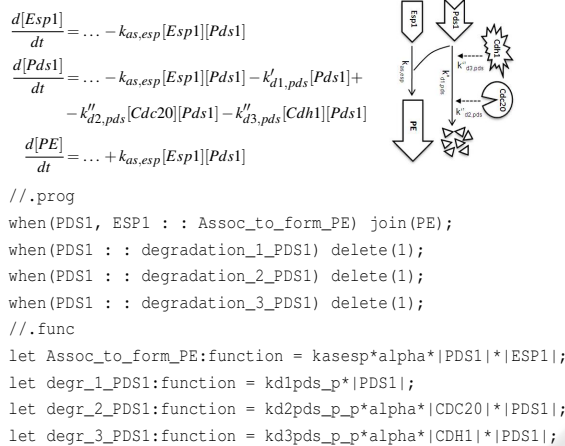 d[Esp1]/dt = … − k_{as,esp}[Esp1][Pds1]
d[Pds1]/dt = … − k_{as,esp}[Esp1][Pds1] − k′_{d1,pds}[Pds1]+
− k″_{d2,pds}[Cdc20][Pds1] − k″_{d3,pds}[Cdh1][Pds1]
d[PE]/dt = … + k_{as,esp}[Esp1][Pds1]
Esp1
Pds1
Cdh1
k''d3,pds
kas,esp
k'd1,pds
Cdc20
k''d2,pds
PE
//.prog
when(PDS1, ESP1 : : Assoc_to_form_PE) join(PE);
when(PDS1 : : degradation_1_PDS1) delete(1);
when(PDS1 : : degradation_2_PDS1) delete(1);
when(PDS1 : : degradation_3_PDS1) delete(1);
//.func
let Assoc_to_form_PE:function = kasesp*alpha*|PDS1|*|ESP1|;
let degr_1_PDS1:function = kd1pds_p*|PDS1|;
let degr_2_PDS1:function = kd2pds_p_p*alpha*|CDC20|*|PDS1|;
let degr_3_PDS1:function = kd3pds_p_p*alpha*|CDH1|*|PDS1|;